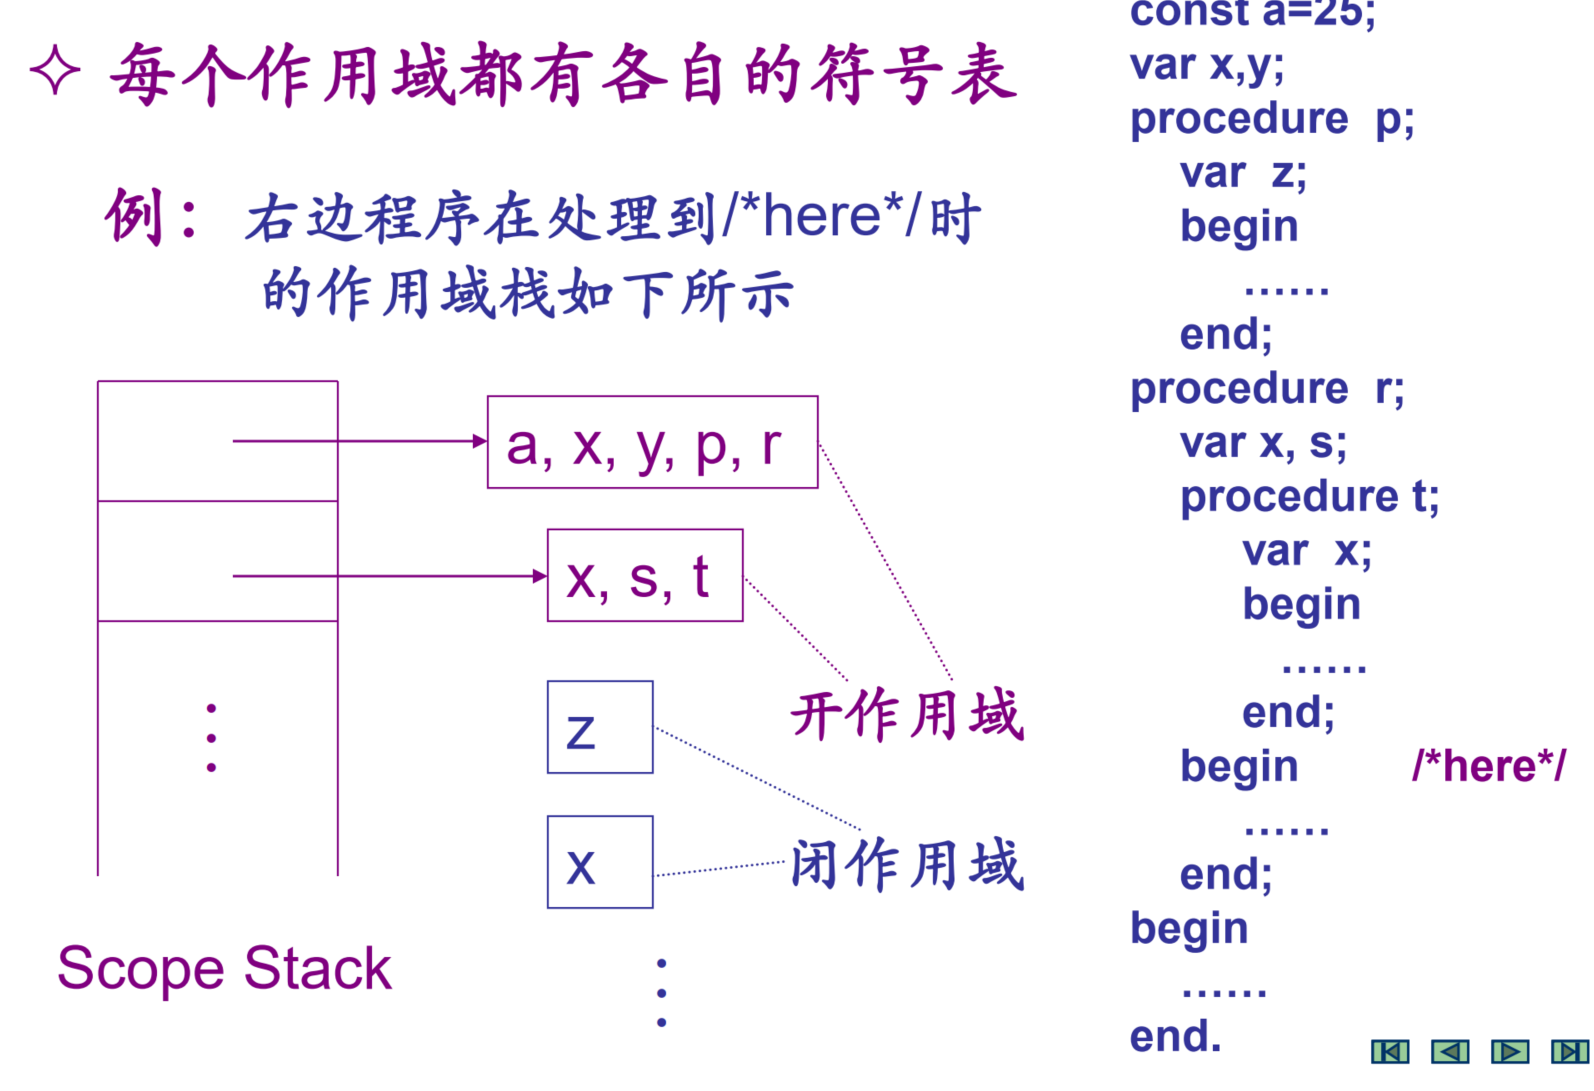 每个作用域都有各自的符号表
例：右边程序在处理到/*here*/时
的作用域栈如下所示
a, x, y, p, r
x, s, t
z
x
开作用域
闭作用域
Scope Stack
const a=25;
var x,y;
procedure p;
var z;
begin
……
end;
procedure r;
var x, s;
procedure t;
var x;
begin
……
end;
begin /*here*/
……
end;
begin
……
end.